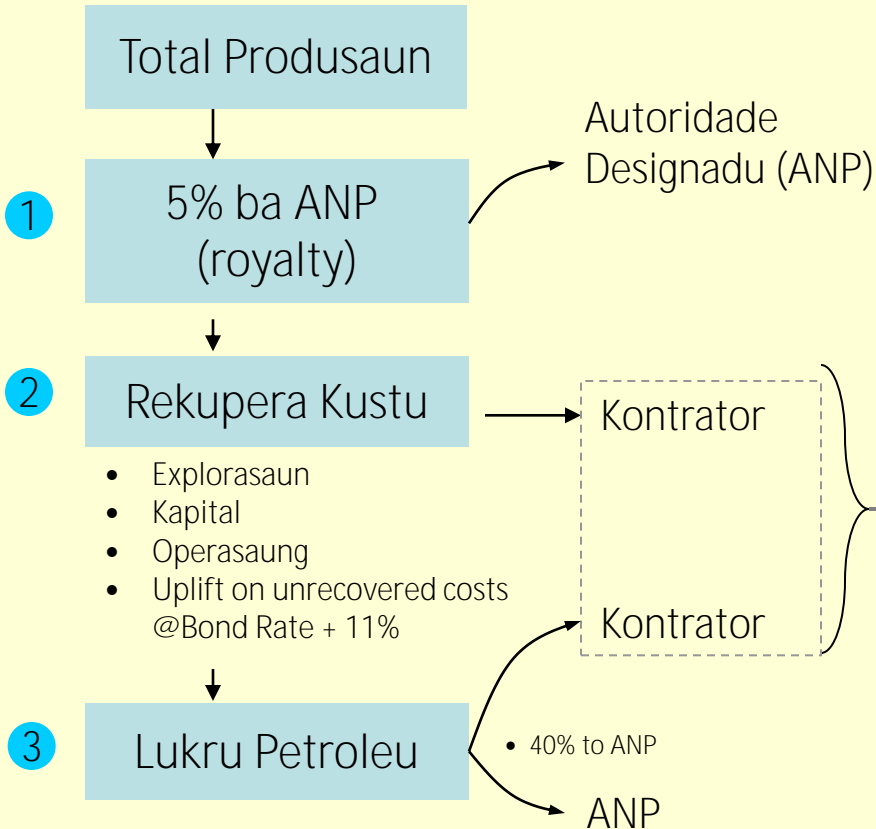 Total Produsaun
Autoridade
Designadu (ANP)
1
5% ba ANP
(royalty)
2
Rekupera Kustu
Kontrator
• Explorasaun
• Kapital
• Operasaung
• Uplift on unrecovered costs
@Bond Rate + 11%
Kontrator
3
Lukru Petroleu
• 40% to ANP
ANP